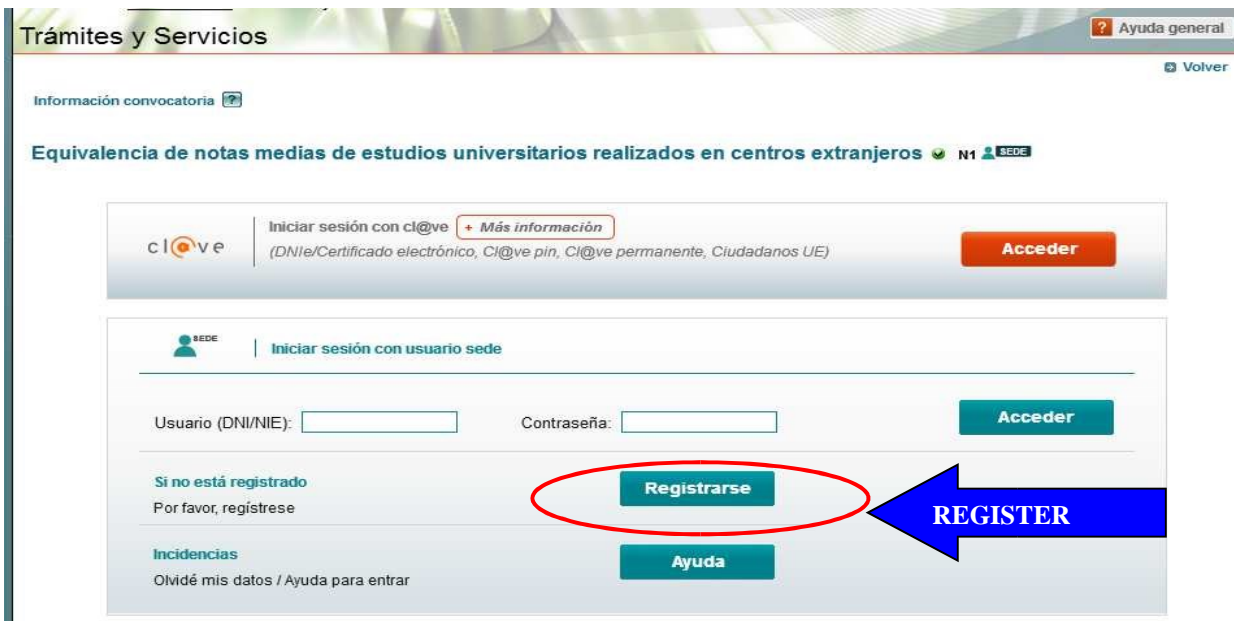 Trámites y Servicios
? Ayuda general
Volver
Información convocatoria ?
Equivalencia de notas medias de estudios universitarios realizados en centros extranjeros N1 SEDE
cl@ve
Iniciar sesión con cl@ve + Más información
(DNIe/Certificado electrónico, Cl@ve pin, Cl@ve permanente, Ciudadanos UE)
Acceder
SEDE
Iniciar sesión con usuario sede
Usuario (DNI/NIE): Contraseña: Acceder
Si no está registrado
Por favor, regístrese
Registrarse
REGISTER
Incidencias
Olvidé mis datos / Ayuda para entrar
Ayuda